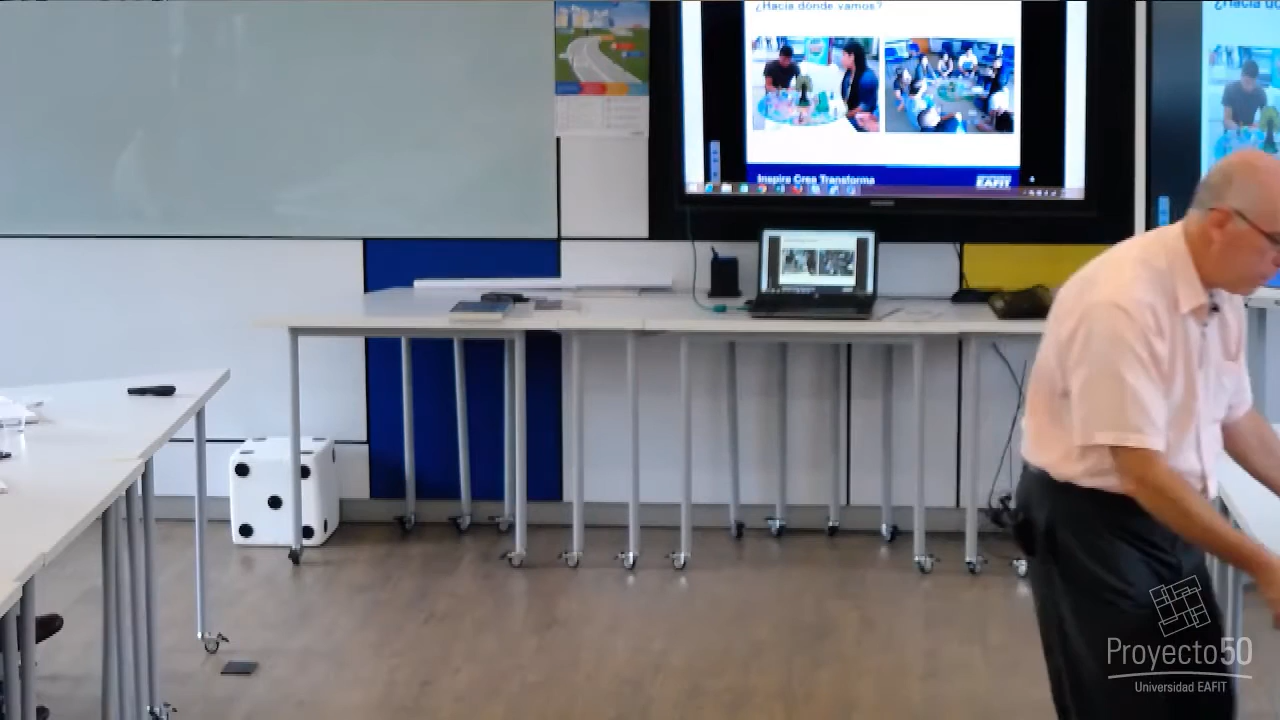 ¿Hacia dónde vamos?
Inspira Crea Transforma
EAFIT
Proyecto50
Universidad EAFIT